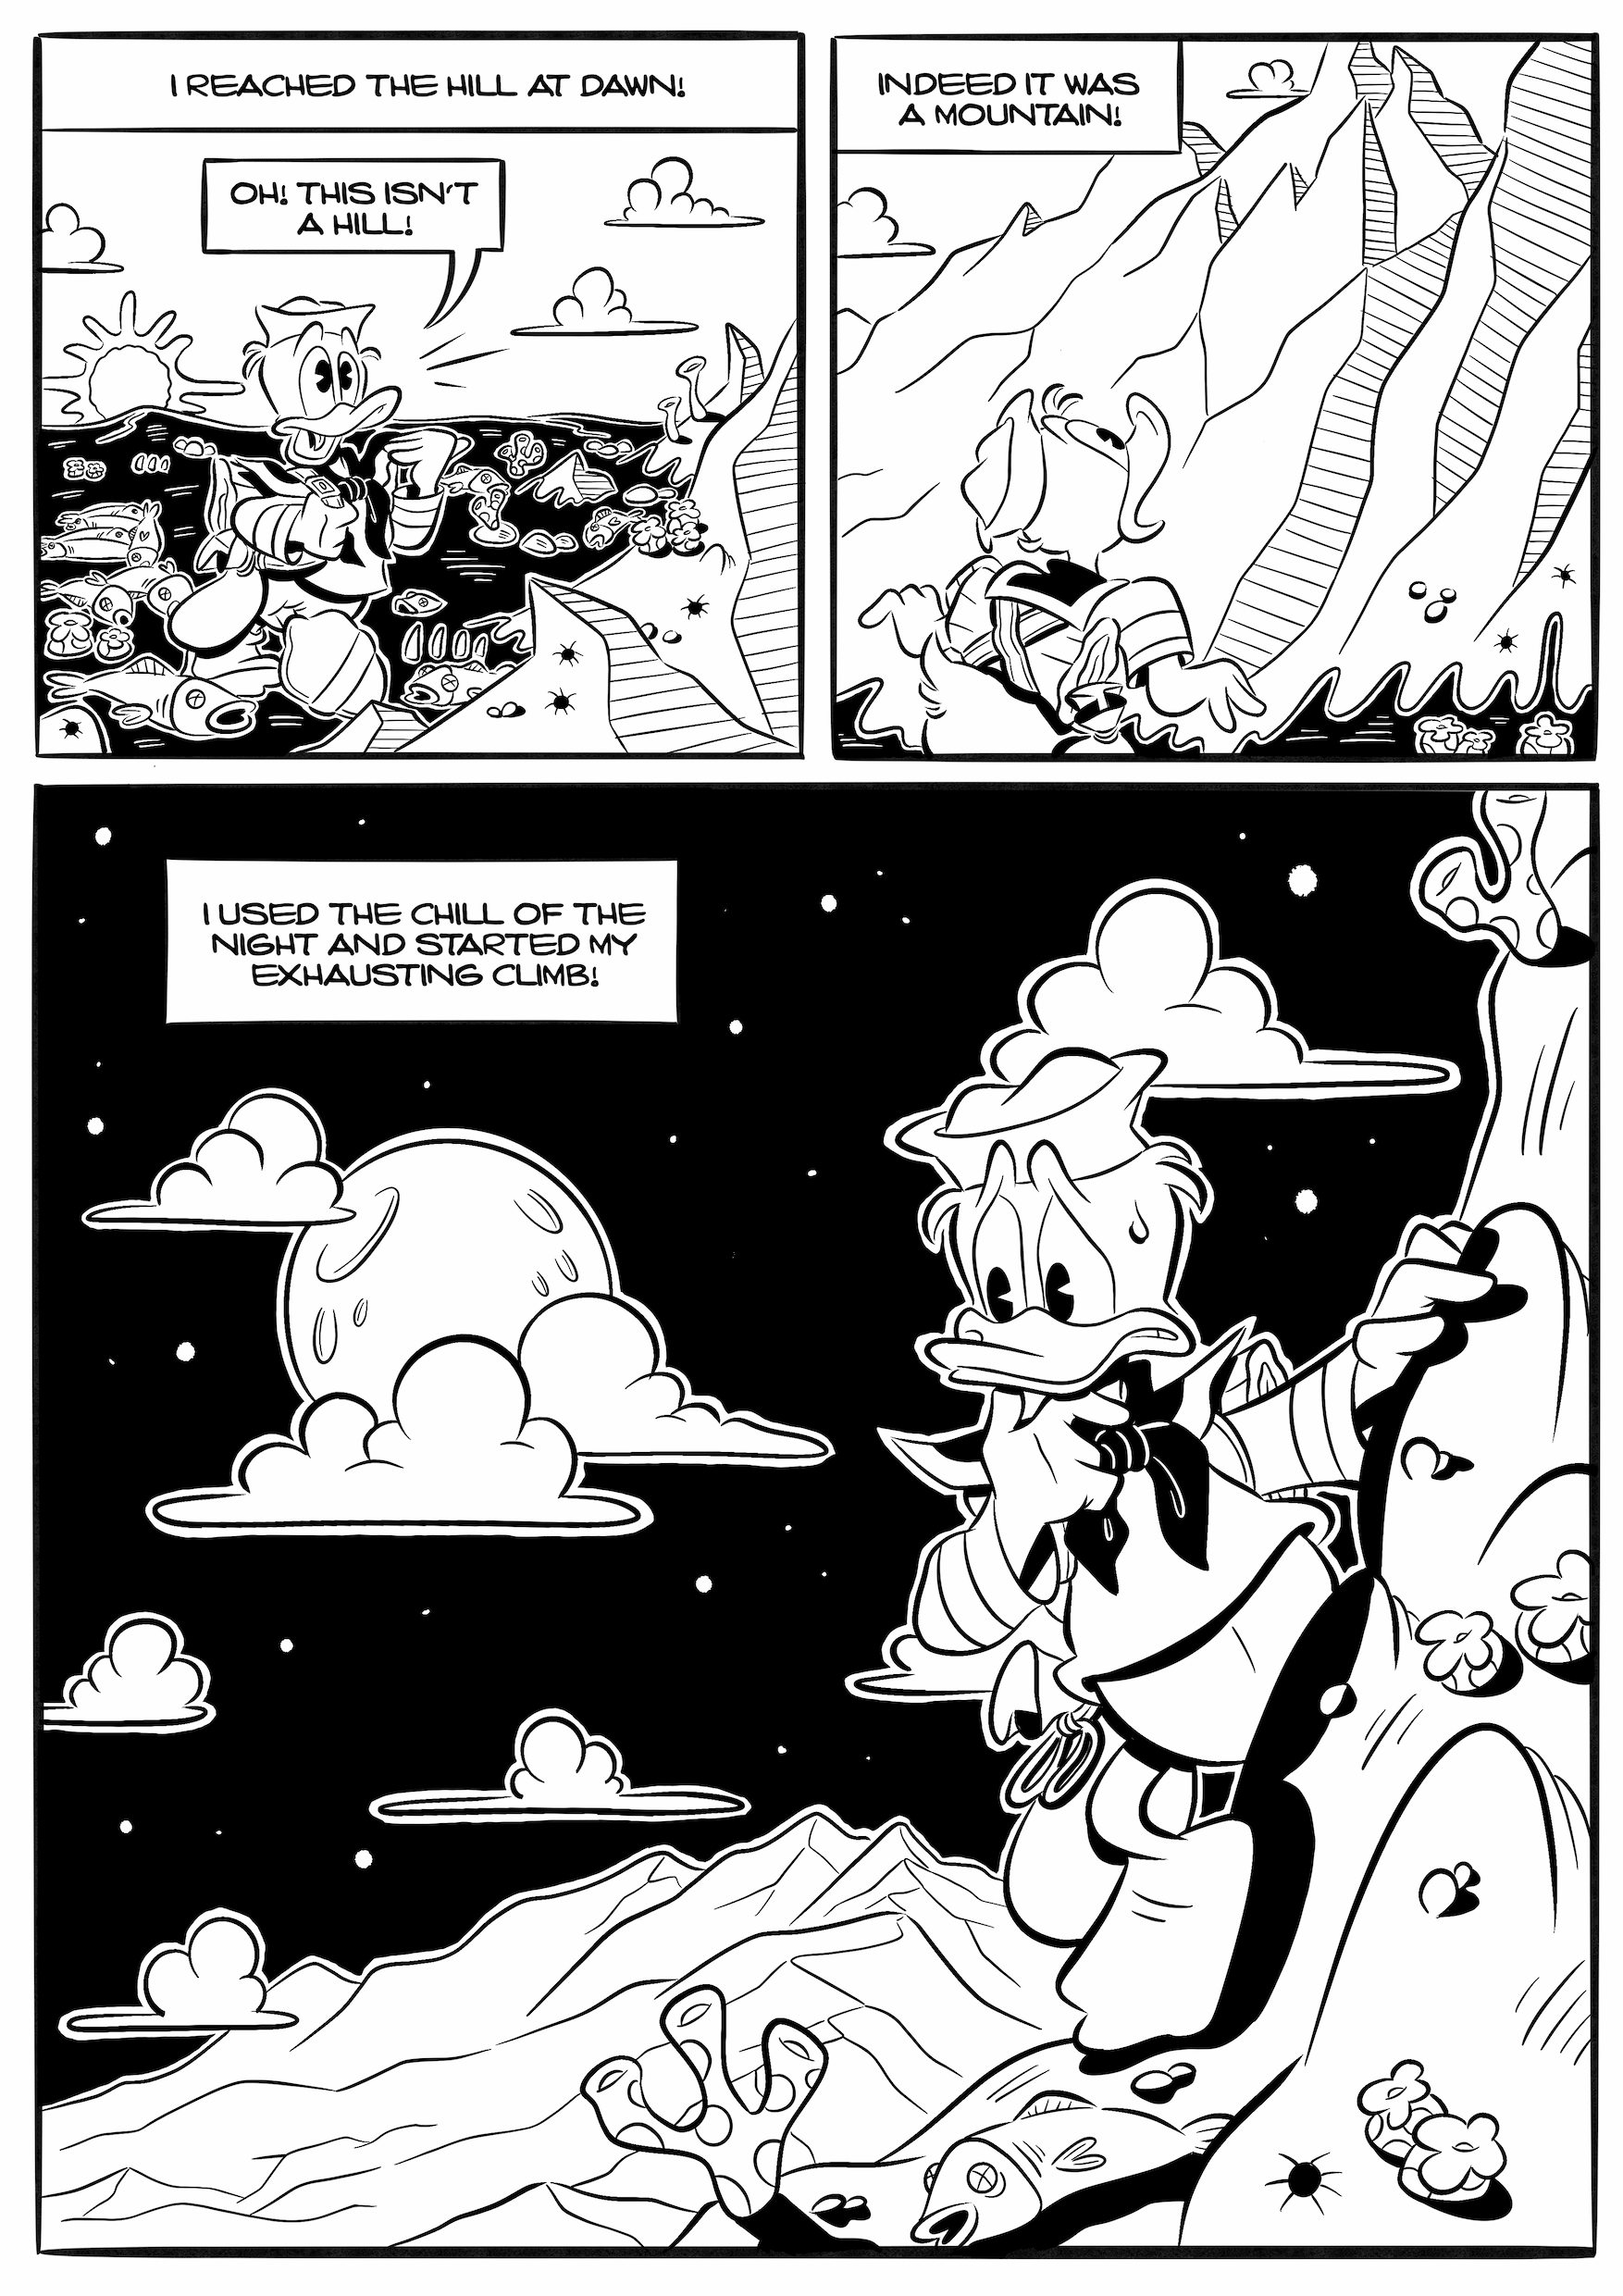 I REACHED THE HILL AT DAWN!
OH! THIS ISN'T
A HILL!
INDEED IT WAS
A MOUNTAIN!
I USED THE CHILL OF THE
NIGHT AND STARTED MY
EXHAUSTING CLIMB!